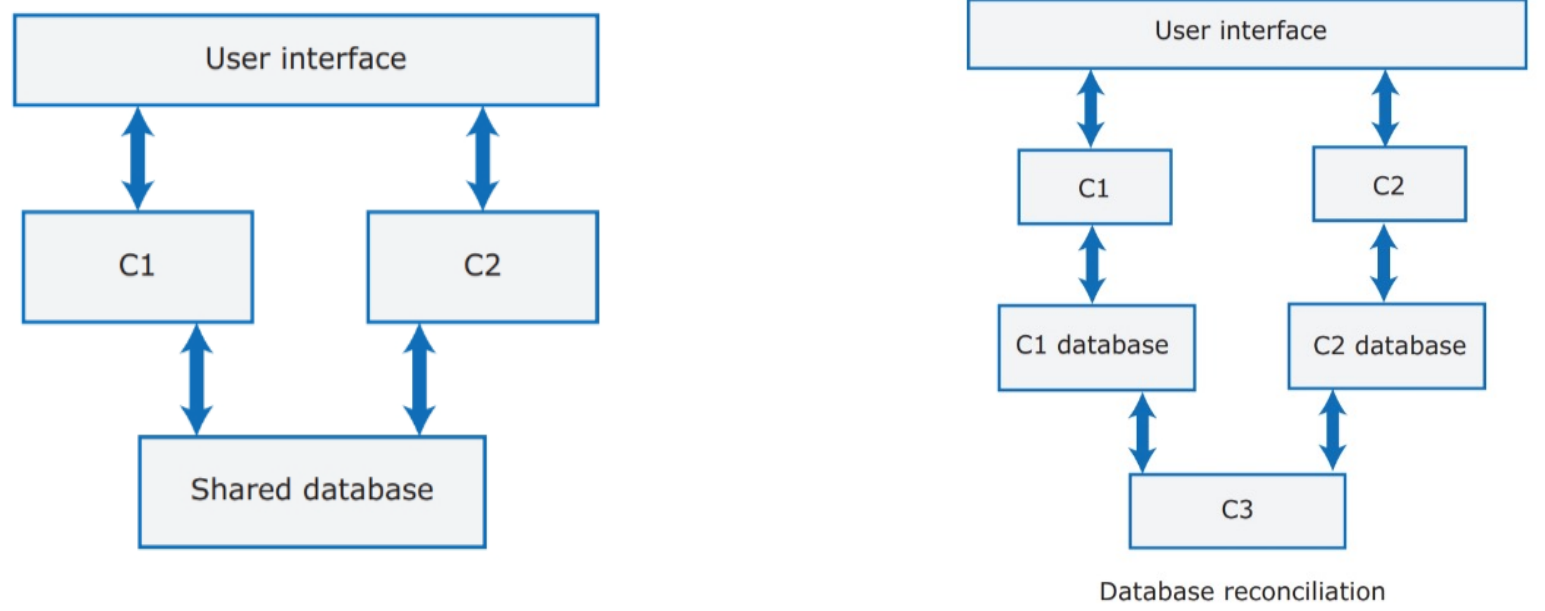 User interface
C1
C2
Shared database
User interface
C1
C2
C1 database
C2 database
C3
Database reconciliation